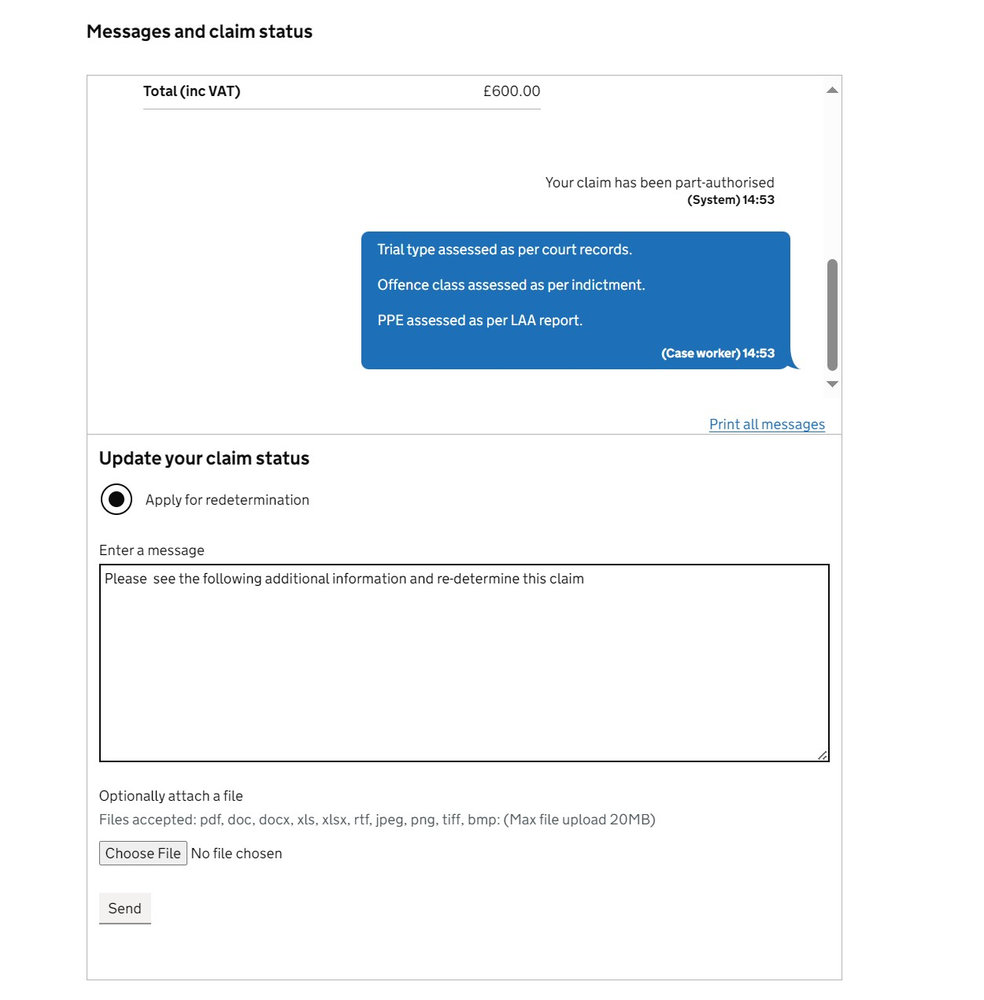 Messages and claim status
Total (inc VAT) £600.00
Your claim has been part-authorised
(System) 14:53
Trial type assessed as per court records.
Offence class assessed as per indictment.
PPE assessed as per LAA report.
(Case worker) 14:53
Print all messages
Update your claim status
Apply for redetermination
Enter a message
Please  see the following additional information and re-determine this claim
Optionally attach a file
Files accepted: pdf, doc, docx, xls, xlsx, rtf, jpeg, png, tiff, bmp: (Max file upload 20MB)
Choose File No file chosen
Send